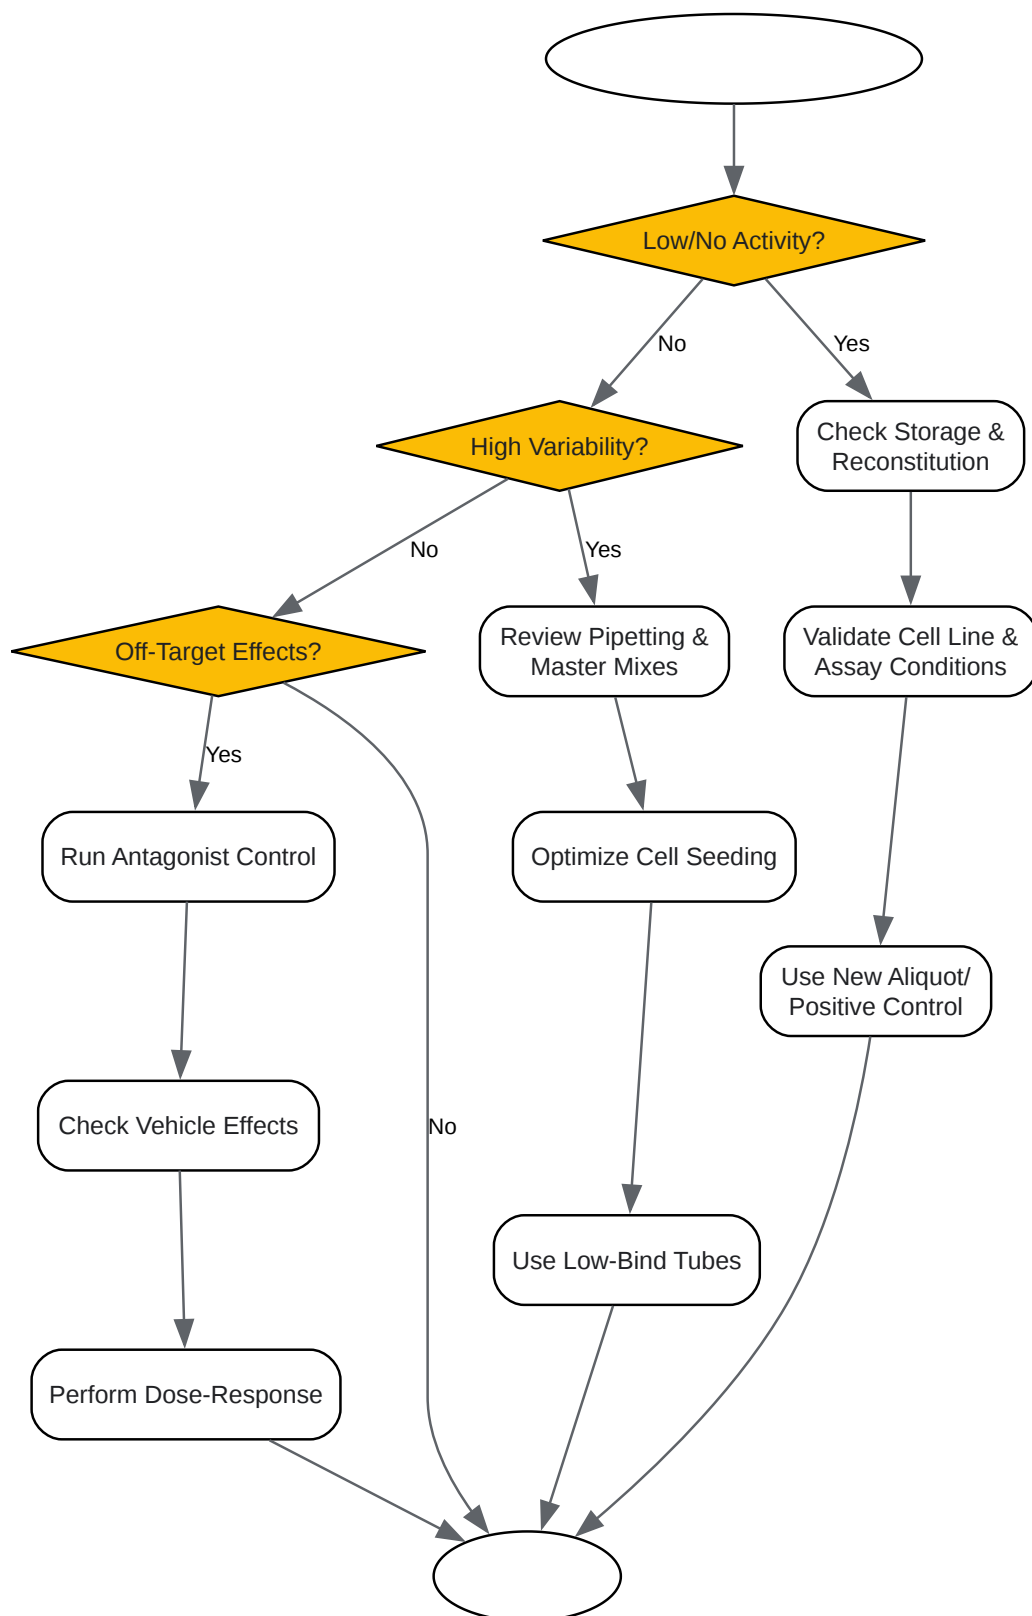 Low/No Activity?
No
Yes
High Variability?
Check Storage &
Reconstitution
No
Yes
Off-Target Effects?
Review Pipetting &
Master Mixes
Validate Cell Line &
Assay Conditions
Yes
Run Antagonist Control
Optimize Cell Seeding
Use New Aliquot/
Positive Control
Check Vehicle Effects
No
Use Low-Bind Tubes
Perform Dose-Response